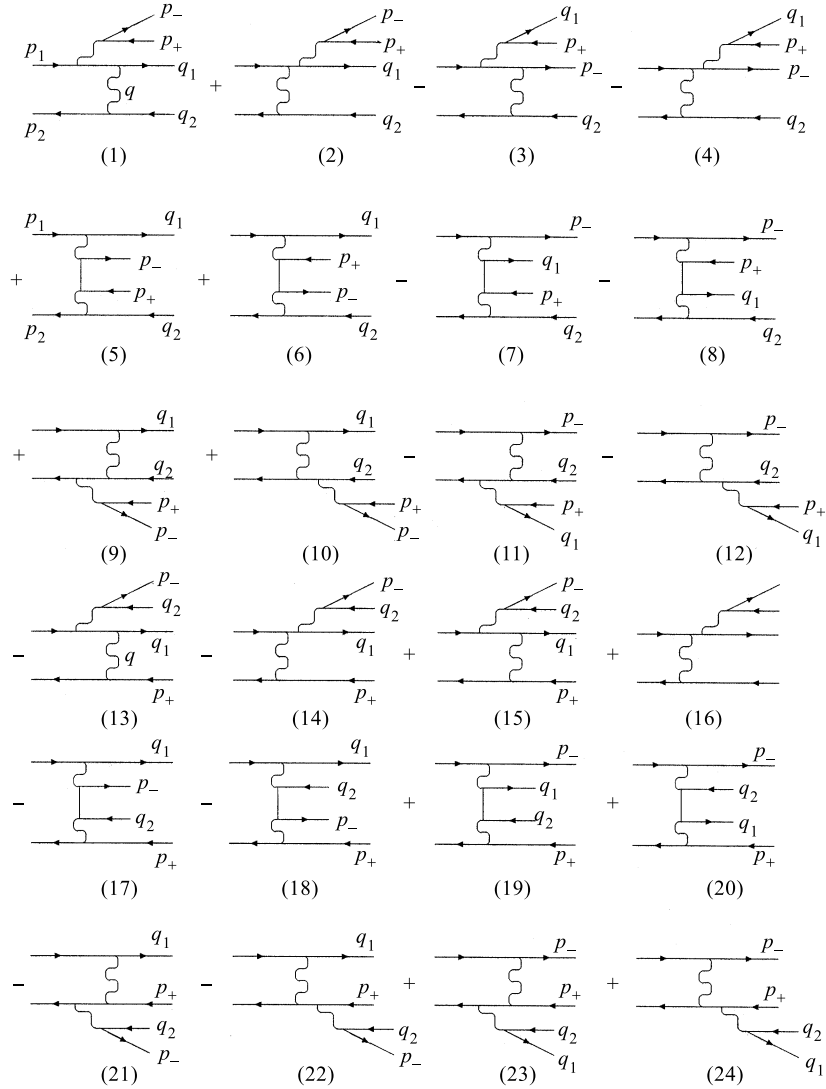 p₋ p₋ q₁ q₁
p₁ p₊ p₊ p₊ p₊
q₁ q₁ p₋ p₋
q + − −
p₂ q₂ q₂ q₂ q₂
(1) (2) (3) (4)
p₁ q₁ q₁ p₋ p₋
p₋ p₊ q₁ p₊
+ + − −
p₊ p₋ p₊ q₁
p₂ q₂ q₂ q₂ q₂
(5) (6) (7) (8)
q₁ q₁ p₋ p₋
+ q₂ + q₂ − q₂ − q₂
p₊ p₊ p₊ p₊
p₋ p₋ q₁ q₁
(9) (10) (11) (12)
p₋ p₋ p₋
q₂ q₂ q₂
− q q₁ − q₁ + q₁ +
p₊ p₊ p₊
(13) (14) (15) (16)
q₁ q₁ p₋ p₋
− p₋ − q₂ + q₁ + q₂
q₂ p₋ q₂ q₁
p₊ p₊ p₊ p₊
(17) (18) (19) (20)
q₁ q₁ p₋ p₋
− p₊ − p₊ + p₊ + p₊
q₂ q₂ q₂ q₂
p₋ p₋ q₁ q₁
(21) (22) (23) (24)